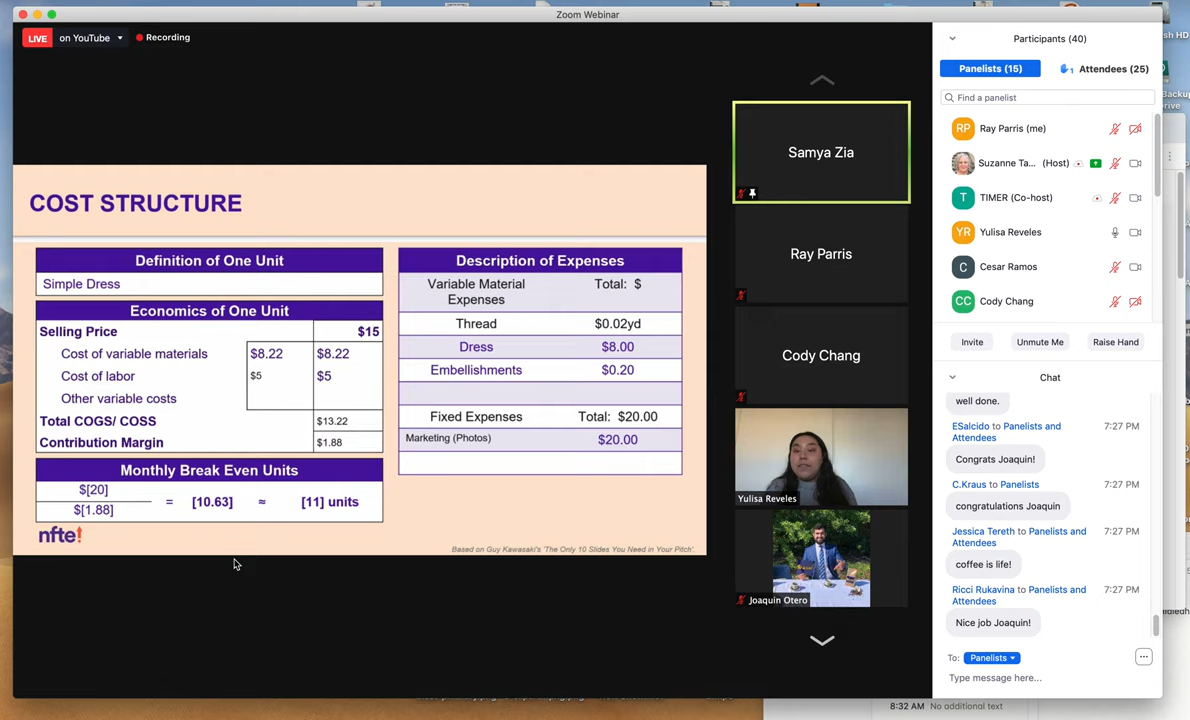 Zoom Webinar
LIVE on YouTube Recording
COST STRUCTURE
Definition of One Unit
Simple Dress
Economics of One Unit
Selling Price $15
Cost of variable materials $8.22 $8.22
Cost of labor $5 $5
Other variable costs
Total COGS/ COSS $13.22
Contribution Margin $1.88
Monthly Break Even Units
$[20]
$[1.88]
= [10.63] ≈ [11] units
nfte!
Description of Expenses
Variable Material Total: $
Expenses
Thread $0.02yd
Dress $8.00
Embellishments $0.20
Fixed Expenses Total: $20.00
Marketing (Photos) $20.00
Based on Guy Kawasaki's 'The Only 10 Slides You Need in Your Pitch'.
Samya Zia
Ray Parris
Cody Chang
Yulisa Reveles
Joaquin Otero
Participants (40)
Panelists (15) 1 Attendees (25)
Find a panelist
RP Ray Parris (me)
Suzanne Ta... (Host)
T TIMER (Co-host)
YR Yulisa Reveles
C Cesar Ramos
CC Cody Chang
Invite Unmute Me Raise Hand
Chat
well done.
ESalcido to Panelists and 7:27 PM
Attendees
Congrats Joaquin!
C.Kraus to Panelists 7:27 PM
congratulations Joaquin
Jessica Tereth to Panelists and 7:27 PM
Attendees
coffee is life!
Ricci Rukavina to Panelists and 7:27 PM
Attendees
Nice job Joaquin!
To: Panelists
Type message here...
8:32 AM No additional text
sh HD
Backup